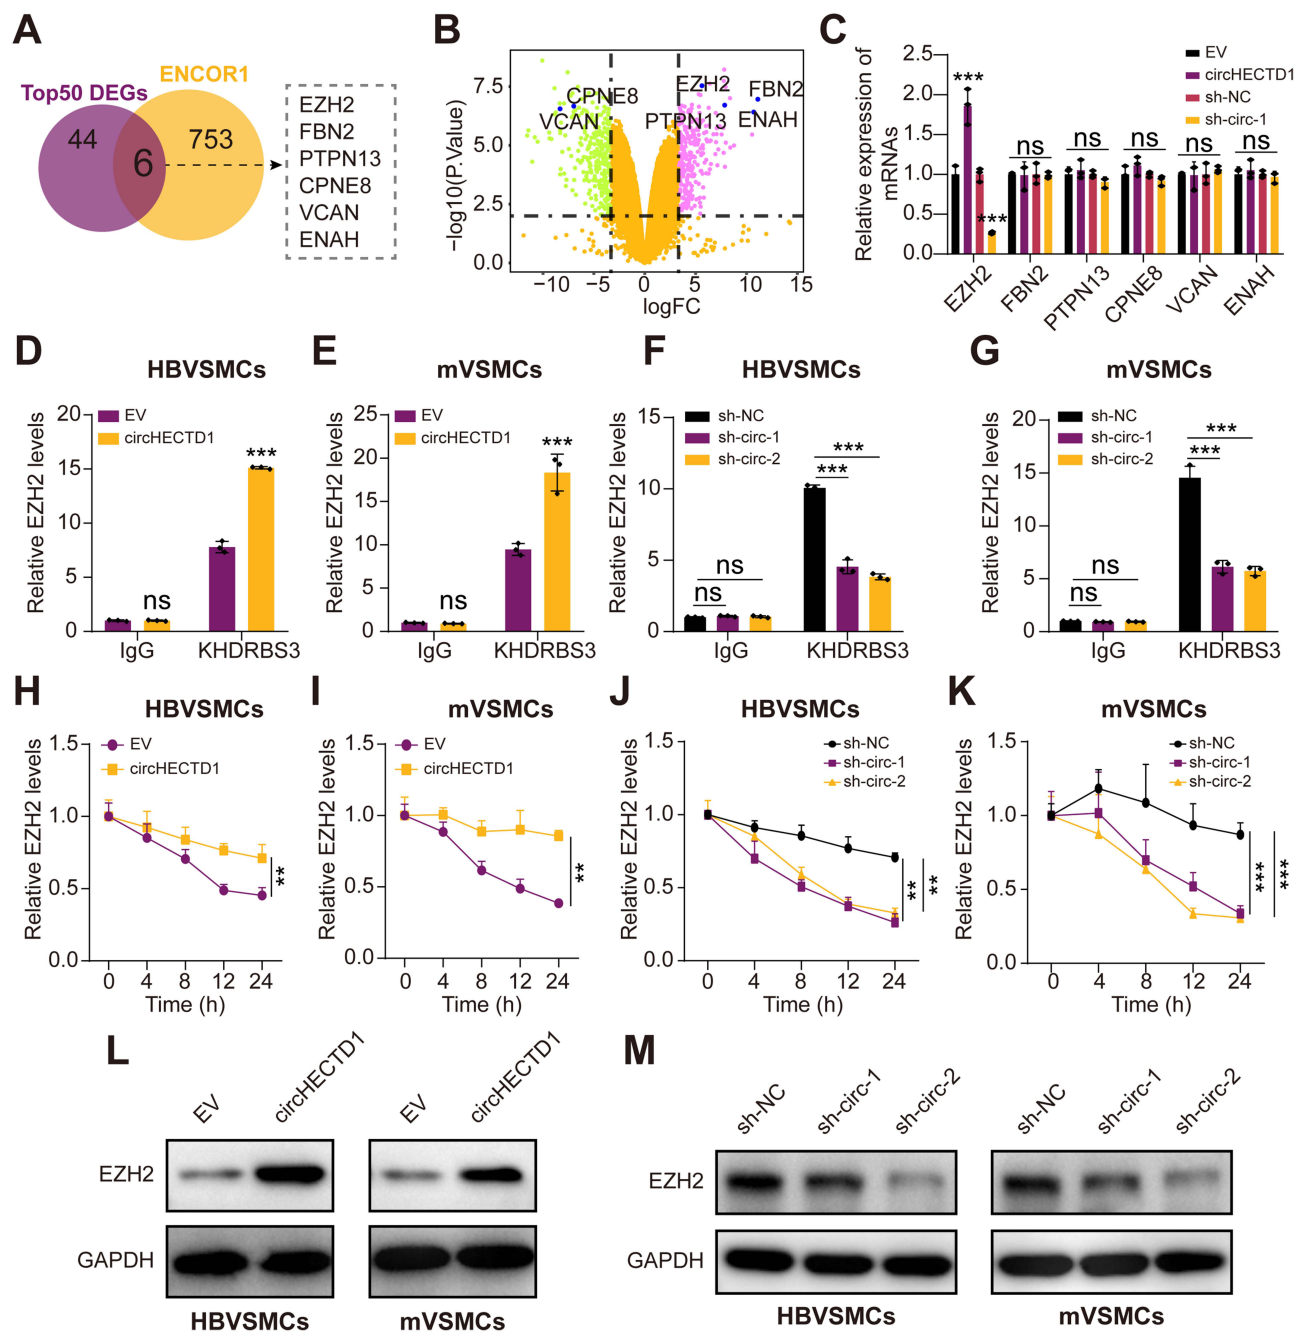 A
Top50 DEGs
ENCOR1
44
6
753
EZH2
FBN2
PTPN13
CPNE8
VCAN
ENAH
B
−log10(P.Value)
7.5
5.0
2.5
0.0
CPNE8
VCAN
EZH2
FBN2
PTPN13
ENAH
−10
−5
0
5
10
15
logFC
C
Relative expression of
mRNAs
2.5
2.0
1.5
1.0
0.5
0.0
EV
circHECTD1
sh-NC
sh-circ-1
***
***
ns
ns
ns
ns
ns
EZH2
FBN2
PTPN13
CPNE8
VCAN
ENAH
D
HBVSMCs
Relative EZH2 levels
20
15
10
5
0
EV
circHECTD1
ns
***
IgG
KHDRBS3
E
mVSMCs
Relative EZH2 levels
25
20
15
10
5
0
EV
circHECTD1
ns
***
IgG
KHDRBS3
F
HBVSMCs
Relative EZH2 levels
15
10
5
0
sh-NC
sh-circ-1
sh-circ-2
ns
ns
***
***
IgG
KHDRBS3
G
mVSMCs
Relative EZH2 levels
20
15
10
5
0
sh-NC
sh-circ-1
sh-circ-2
ns
ns
***
***
IgG
KHDRBS3
H
HBVSMCs
Relative EZH2 levels
1.5
1.0
0.5
0.0
EV
circHECTD1
**
0
4
8
12
24
Time (h)
I
mVSMCs
Relative EZH2 levels
1.5
1.0
0.5
0.0
EV
circHECTD1
**
0
4
8
12
24
Time (h)
J
HBVSMCs
Relative EZH2 levels
1.5
1.0
0.5
0.0
sh-NC
sh-circ-1
sh-circ-2
**
**
0
4
8
12
24
Time (h)
K
mVSMCs
Relative EZH2 levels
1.5
1.0
0.5
0.0
sh-NC
sh-circ-1
sh-circ-2
***
***
0
4
8
12
24
Time (h)
L
EV
circHECTD1
EV
circHECTD1
EZH2
GAPDH
HBVSMCs
mVSMCs
M
sh-NC
sh-circ-1
sh-circ-2
sh-NC
sh-circ-1
sh-circ-2
EZH2
GAPDH
HBVSMCs
mVSMCs